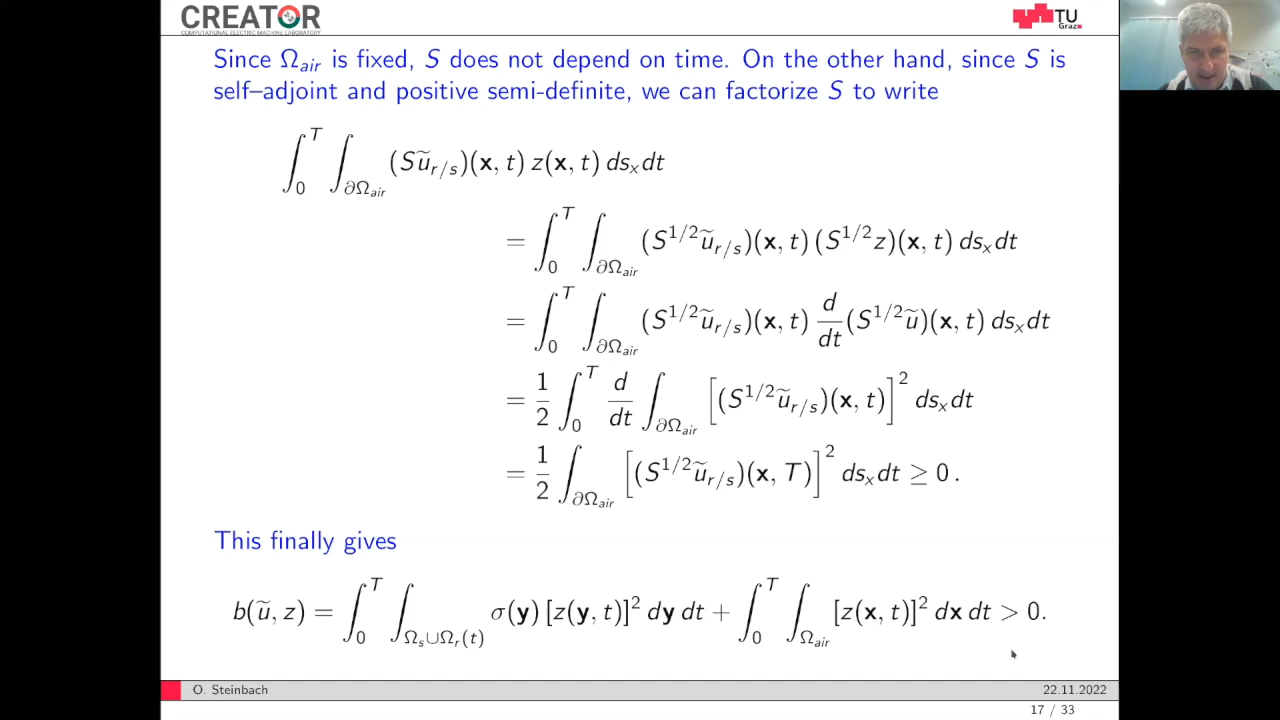 CREATOR
COMPUTATIONAL ELECTRIC MACHINE LABORATORY
TU
Graz
Since Ω_air is fixed, S does not depend on time. On the other hand, since S is
self–adjoint and positive semi-definite, we can factorize S to write
∫_0^T ∫_{∂Ω_air} (Sũ_{r/s})(x, t) z(x, t) ds_x dt
= ∫_0^T ∫_{∂Ω_air} (S^{1/2}ũ_{r/s})(x, t) (S^{1/2}z)(x, t) ds_x dt
= ∫_0^T ∫_{∂Ω_air} (S^{1/2}ũ_{r/s})(x, t) d/dt (S^{1/2}ũ)(x, t) ds_x dt
= 1/2 ∫_0^T d/dt ∫_{∂Ω_air} [(S^{1/2}ũ_{r/s})(x, t)]^2 ds_x dt
= 1/2 ∫_{∂Ω_air} [(S^{1/2}ũ_{r/s})(x, T)]^2 ds_x dt ≥ 0 .
This finally gives
b(ũ, z) = ∫_0^T ∫_{Ω_s∪Ω_r(t)} σ(y) [z(y, t)]^2 dy dt + ∫_0^T ∫_{Ω_air} [z(x, t)]^2 dx dt > 0.
O. Steinbach
22.11.2022
17 / 33